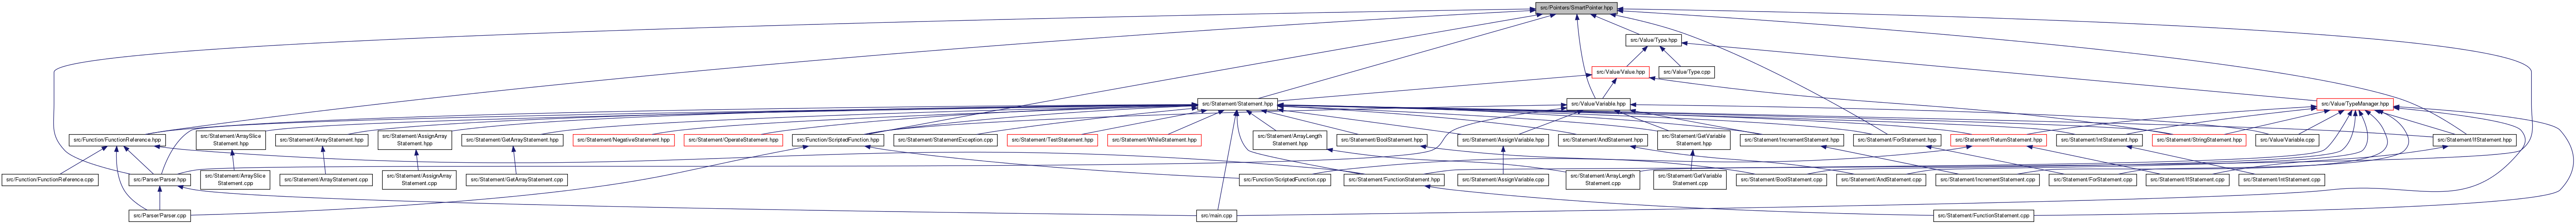 src/Pointers/SmartPointer.hpp
src/Value/Type.hpp
src/Value/Value.hpp
src/Value/Type.cpp
src/Statement/Statement.hpp
src/Value/Variable.hpp
src/Value/TypeManager.hpp
src/Function/FunctionReference.hpp
src/Statement/ArraySlice
Statement.hpp
src/Statement/ArrayStatement.hpp
src/Statement/AssignArray
Statement.hpp
src/Statement/GetArrayStatement.hpp
src/Statement/NegativeStatement.hpp
src/Statement/OperateStatement.hpp
src/Function/ScriptedFunction.hpp
src/Statement/StatementException.cpp
src/Statement/TestStatement.hpp
src/Statement/WhileStatement.hpp
src/Statement/ArrayLength
Statement.hpp
src/Statement/BoolStatement.hpp
src/Statement/AssignVariable.hpp
src/Statement/AndStatement.hpp
src/Statement/GetVariable
Statement.hpp
src/Statement/IncrementStatement.hpp
src/Statement/ForStatement.hpp
src/Statement/ReturnStatement.hpp
src/Statement/IntStatement.hpp
src/Statement/StringStatement.hpp
src/Value/Variable.cpp
src/Statement/IfStatement.hpp
src/Function/FunctionReference.cpp
src/Parser/Parser.hpp
src/Statement/ArraySlice
Statement.cpp
src/Statement/ArrayStatement.cpp
src/Statement/AssignArray
Statement.cpp
src/Statement/GetArrayStatement.cpp
src/Function/ScriptedFunction.cpp
src/Statement/FunctionStatement.hpp
src/Statement/AssignVariable.cpp
src/Statement/ArrayLength
Statement.cpp
src/Statement/GetVariable
Statement.cpp
src/Statement/BoolStatement.cpp
src/Statement/AndStatement.cpp
src/Statement/IncrementStatement.cpp
src/Statement/ForStatement.cpp
src/Statement/IfStatement.cpp
src/Statement/IntStatement.cpp
src/Parser/Parser.cpp
src/main.cpp
src/Statement/FunctionStatement.cpp